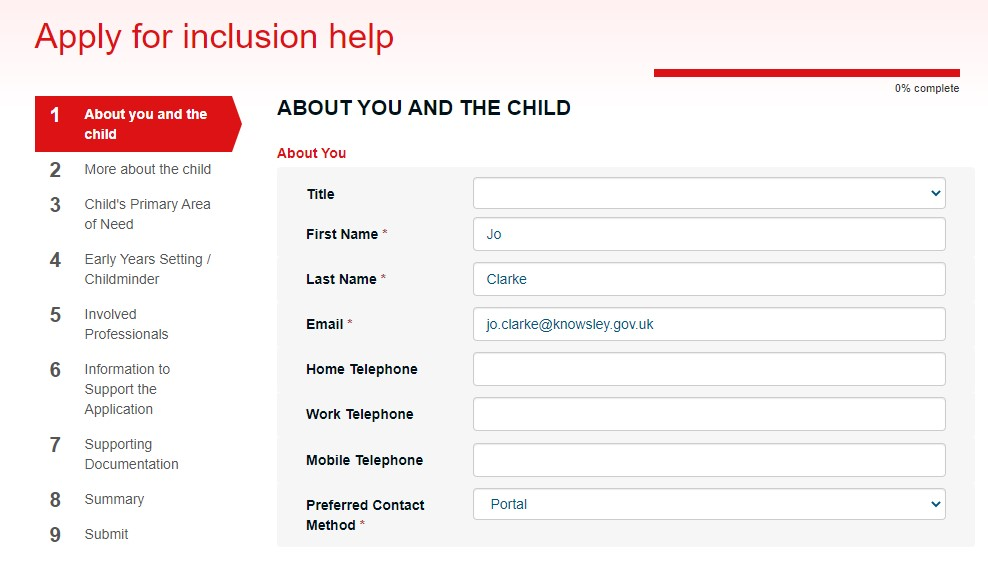 Apply for inclusion help
0% complete
1 About you and the
child
2 More about the child
3 Child's Primary Area
of Need
4 Early Years Setting /
Childminder
5 Involved
Professionals
6 Information to
Support the
Application
7 Supporting
Documentation
8 Summary
9 Submit
ABOUT YOU AND THE CHILD
About You
Title
First Name * Jo
Last Name * Clarke
Email * jo.clarke@knowsley.gov.uk
Home Telephone
Work Telephone
Mobile Telephone
Preferred Contact
Method * Portal